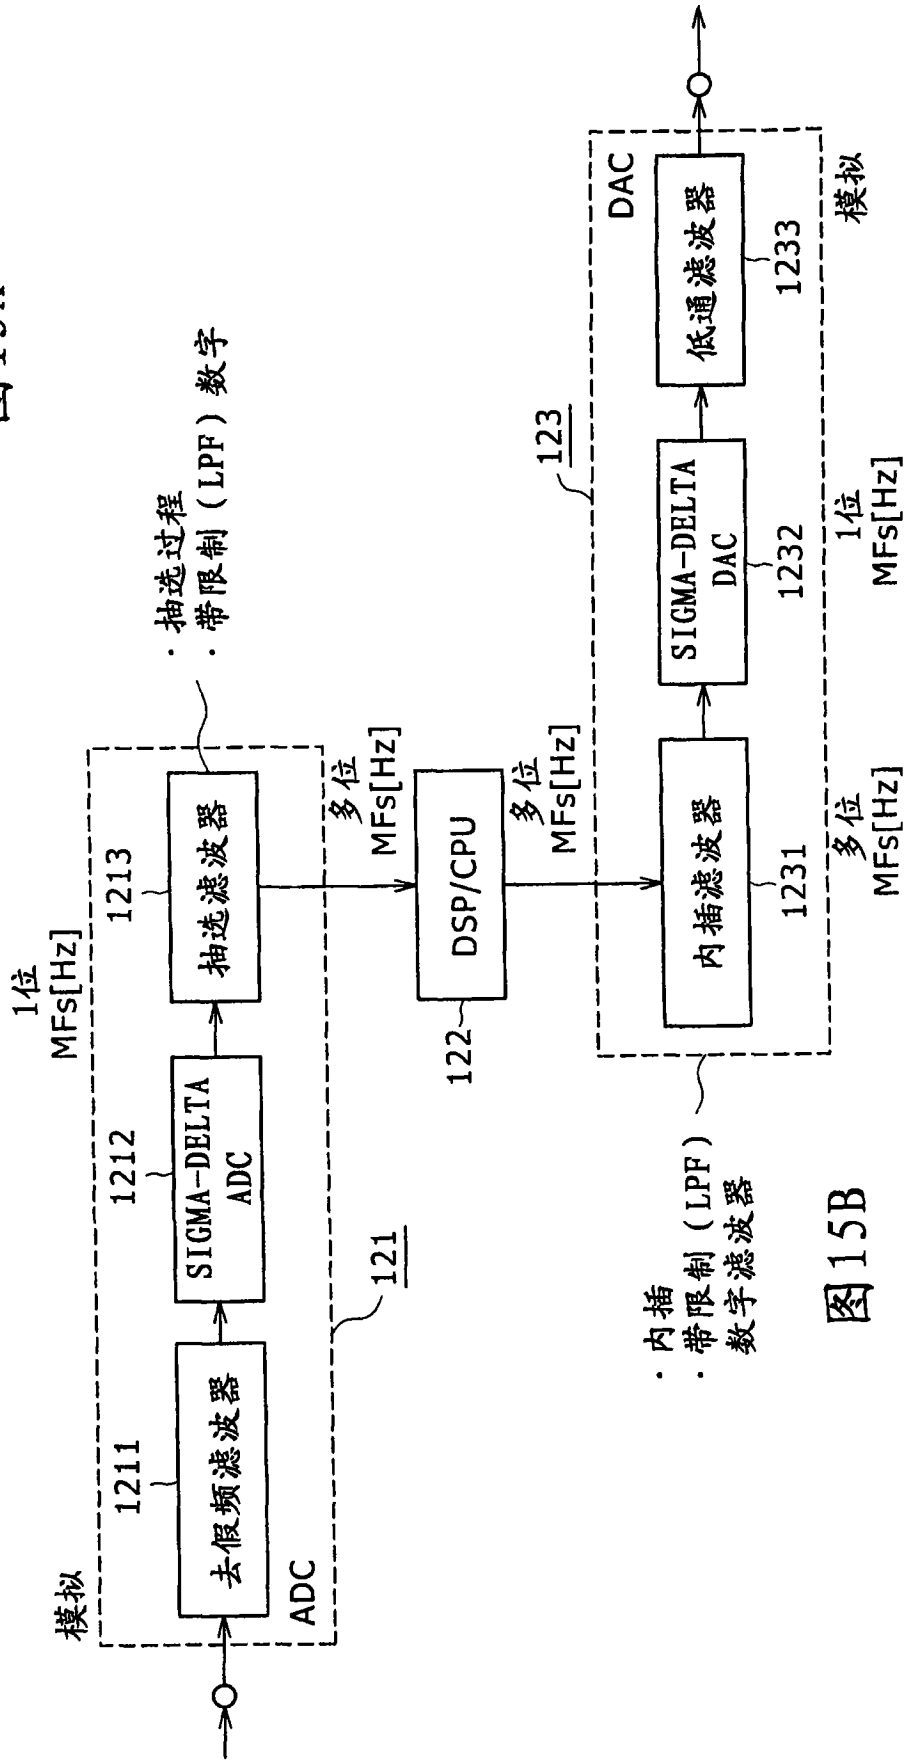 模拟
1211
去假频滤波器
ADC
1212
SIGMA-DELTA
ADC
121
1位
MFs[Hz]
1213
抽选滤波器
: 抽选过程
· 带限制(LPF)数字
多位
MFs[Hz]
DSP/CPU
122
多位
MFs[Hz]
: 内插
· 带限制(LPF)
数字滤波器
内插滤波器
1231
多位
MFs[Hz]
123
SIGMA-DELTA
DAC
1232
1位
MFs[Hz]
DAC
低通滤波器
1233
模拟
图15B